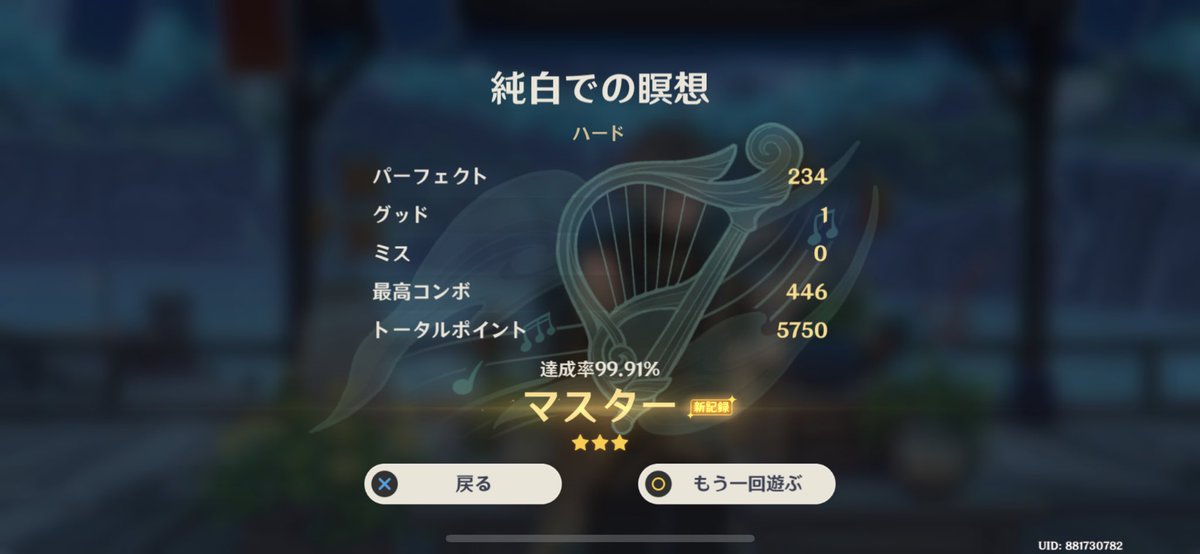 純白での瞑想
ハード
パーフェクト 234
グッド 1
ミス 0
最高コンボ 446
トータルポイント 5750
達成率99.91%
マスター 新記録
戻る もう一回遊ぶ
UID: 881730782